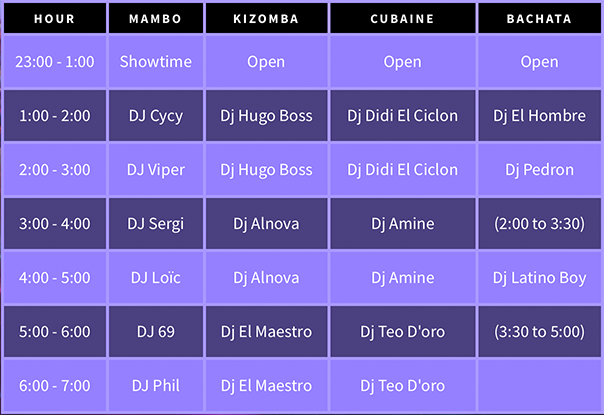 HOUR MAMBO KIZOMBA CUBAINE BACHATA
23:00 - 1:00 Showtime Open Open Open
1:00 - 2:00 DJ Cycy Dj Hugo Boss Dj Didi El Ciclon Dj El Hombre
2:00 - 3:00 DJ Viper Dj Hugo Boss Dj Didi El Ciclon Dj Pedron
3:00 - 4:00 DJ Sergi Dj Alnova Dj Amine (2:00 to 3:30)
4:00 - 5:00 DJ Loïc Dj Alnova Dj Amine Dj Latino Boy
5:00 - 6:00 DJ 69 Dj El Maestro Dj Teo D'oro (3:30 to 5:00)
6:00 - 7:00 DJ Phil Dj El Maestro Dj Teo D'oro